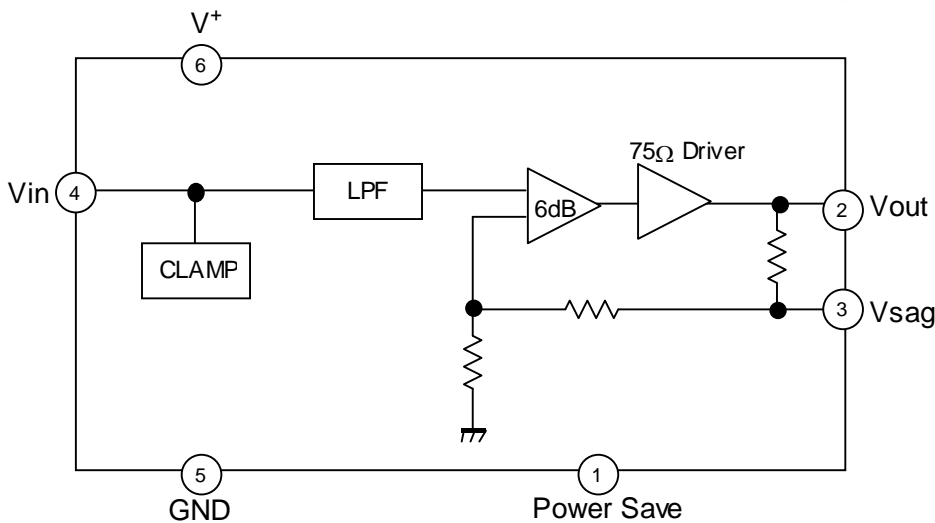 V+
6
75Ω Driver
Vin
4
LPF
6dB
2
Vout
CLAMP
3
Vsag
5
GND
1
Power Save